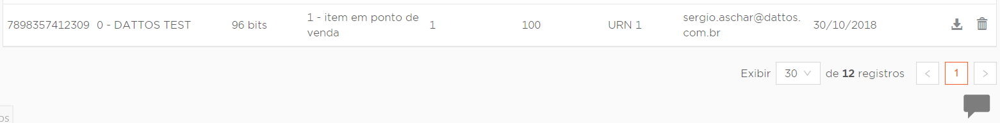 7898357412309 0 - DATTOS TEST 96 bits 1 - item em ponto de venda 1 100 URN 1 sergio.aschar@dattos.com.br 30/10/2018
Exibir 30 de 12 registros < 1 >
os